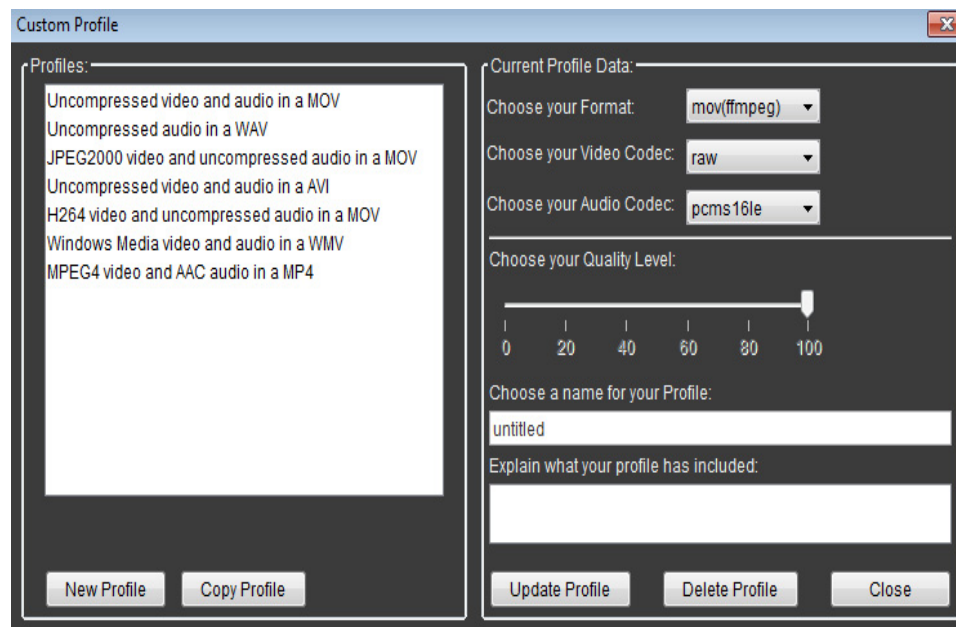 Custom Profile
Profiles:
Uncompressed video and audio in a MOV
Uncompressed audio in a WAV
JPEG2000 video and uncompressed audio in a MOV
Uncompressed video and audio in a AVI
H264 video and uncompressed audio in a MOV
Windows Media video and audio in a WMV
MPEG4 video and AAC audio in a MP4
New Profile
Copy Profile
Current Profile Data:
Choose your Format:
mov(ffmpeg)
Choose your Video Codec:
raw
Choose your Audio Codec:
pcms16le
Choose your Quality Level:
0 20 40 60 80 100
Choose a name for your Profile:
untitled
Explain what your profile has included:
Update Profile
Delete Profile
Close